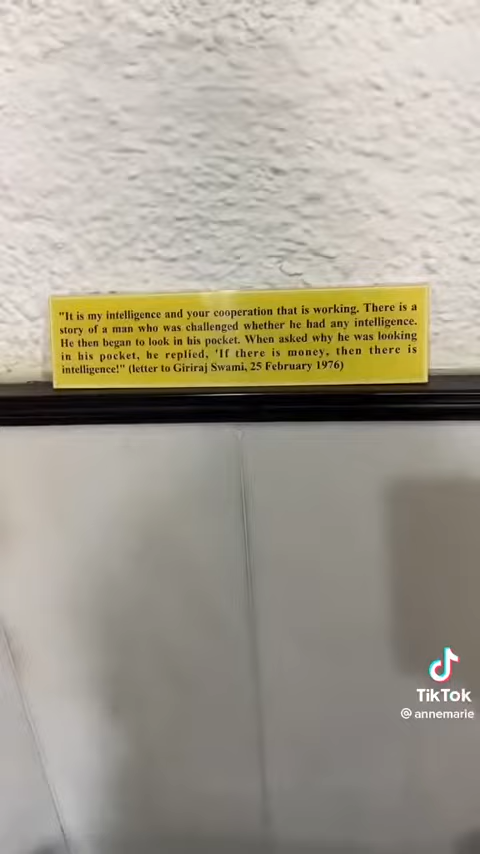 "It is my intelligence and your cooperation that is working. There is a
story of a man who was challenged whether he had any intelligence.
He then began to look in his pocket. When asked why he was looking
in his pocket, he replied, 'If there is money, then there is
intelligence!" (letter to Giriraj Swami, 25 February 1976)
TikTok
@ annemarie